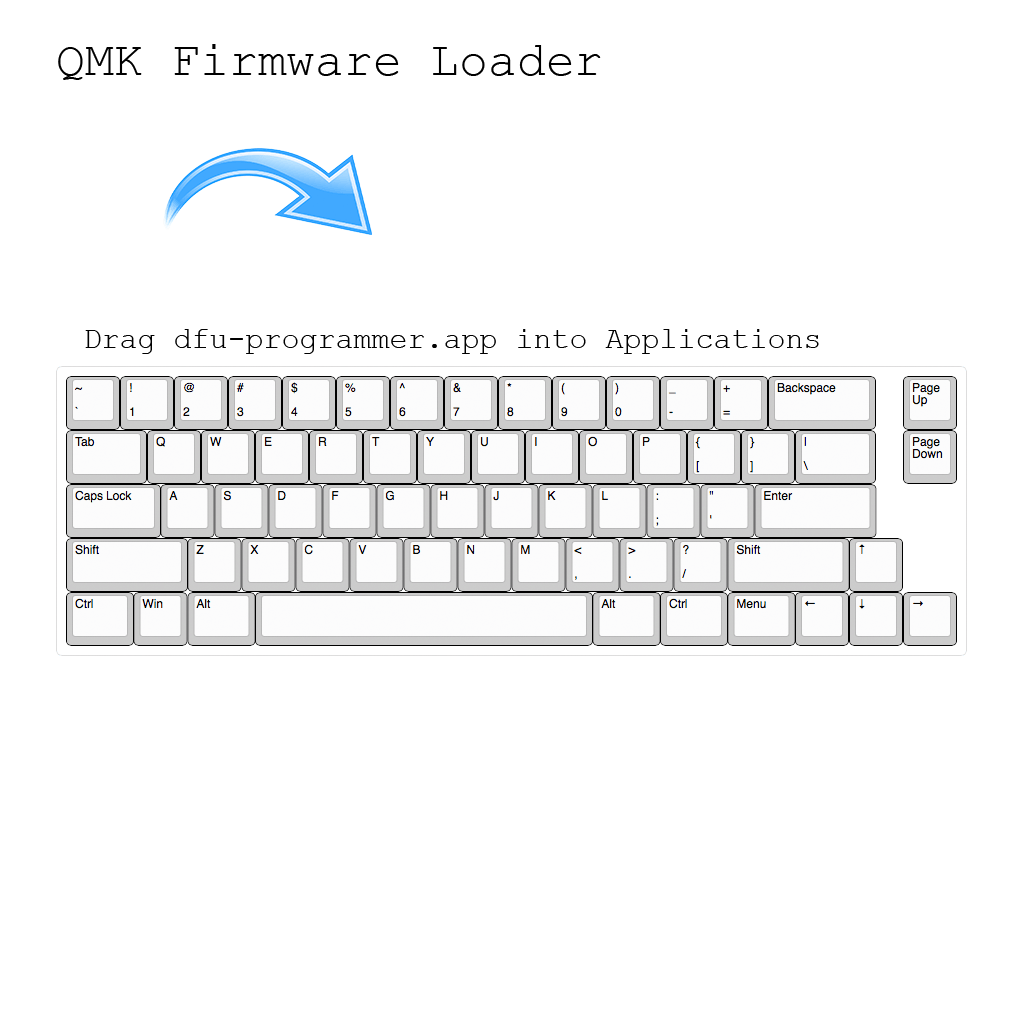 QMK Firmware Loader
Drag dfu-programmer.app into Applications
~ ! @ # $ % ^ & * ( ) _ + Backspace Page Up
` 1 2 3 4 5 6 7 8 9 0 - =
Tab Q W E R T Y U I O P { } | Page Down
[ ] \
Caps Lock A S D F G H J K L : " Enter
; '
Shift Z X C V B N M < > ? Shift ↑
, . /
Ctrl Win Alt Alt Ctrl Menu ← ↓ →